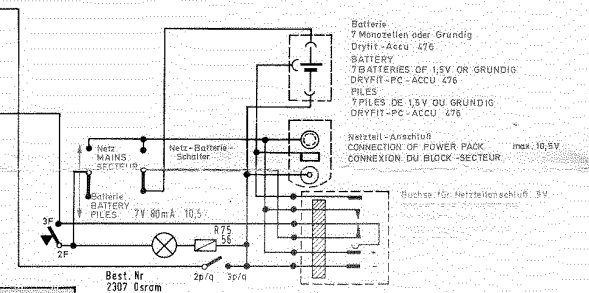 Batterie
7 Monozellen oder Grundig
Dryfit-Accu 476
BATTERY
7 BATTERIES OF 1,5V OR GRUNDIG
DRYFIT-PC-ACCU 476
PILES
7 PILES DE 1,5V OU GRUNDIG
DRYFIT-PC-ACCU 476
Netzteil-Anschluß
CONNECTION OF POWER PACK max. 10,5V
CONNEXION DU BLOCK-SECTEUR
Netz
MAINS
SECTEUR
Netz-Batterie-
Schalter
Batterie
BATTERY
PILES
7V 80mA 10,5
Buchse für Netzteilanschluß 9V
3F
2F
R75
56
2p/q 3p/q
Best. Nr
2307 Osram